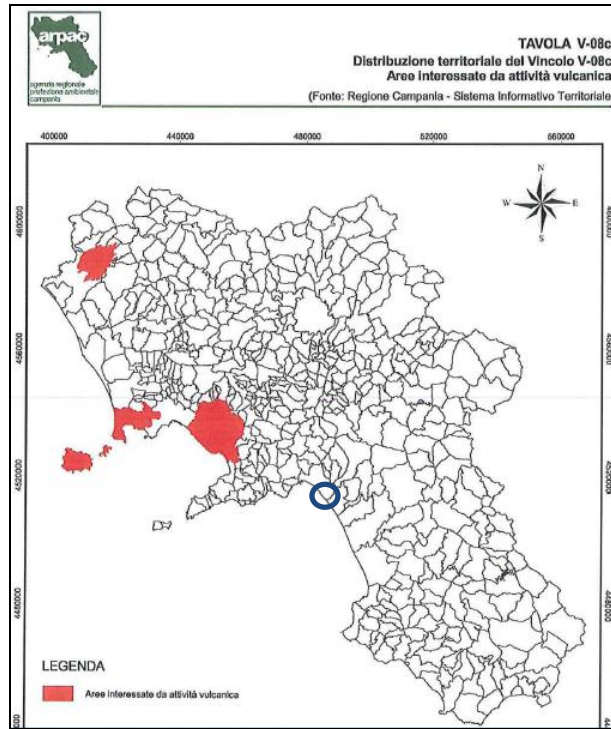 arpac
agenzia regionale
protezione ambientale
campania
TAVOLA V-08c
Distribuzione territoriale del Vincolo V-08c
Aree interessate da attività vulcanica
(Fonte: Regione Campania - Sistema Informativo Territoriale
400000 440000 480000 520000 560000
4600000
4560000
4520000
4480000
N
W E
S
LEGENDA
Aree interessate da attività vulcanica